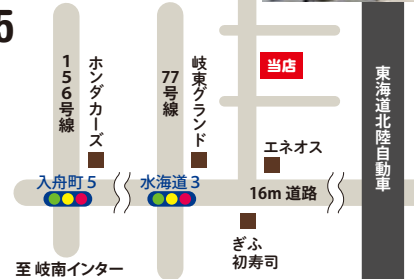 5
156号線
ホンダカーズ
77号線
岐東グランド
当店
東海道北陸自動車
エネオス
入舟町5
水海道3
16m 道路
ぎふ
初寿司
至 岐南インター